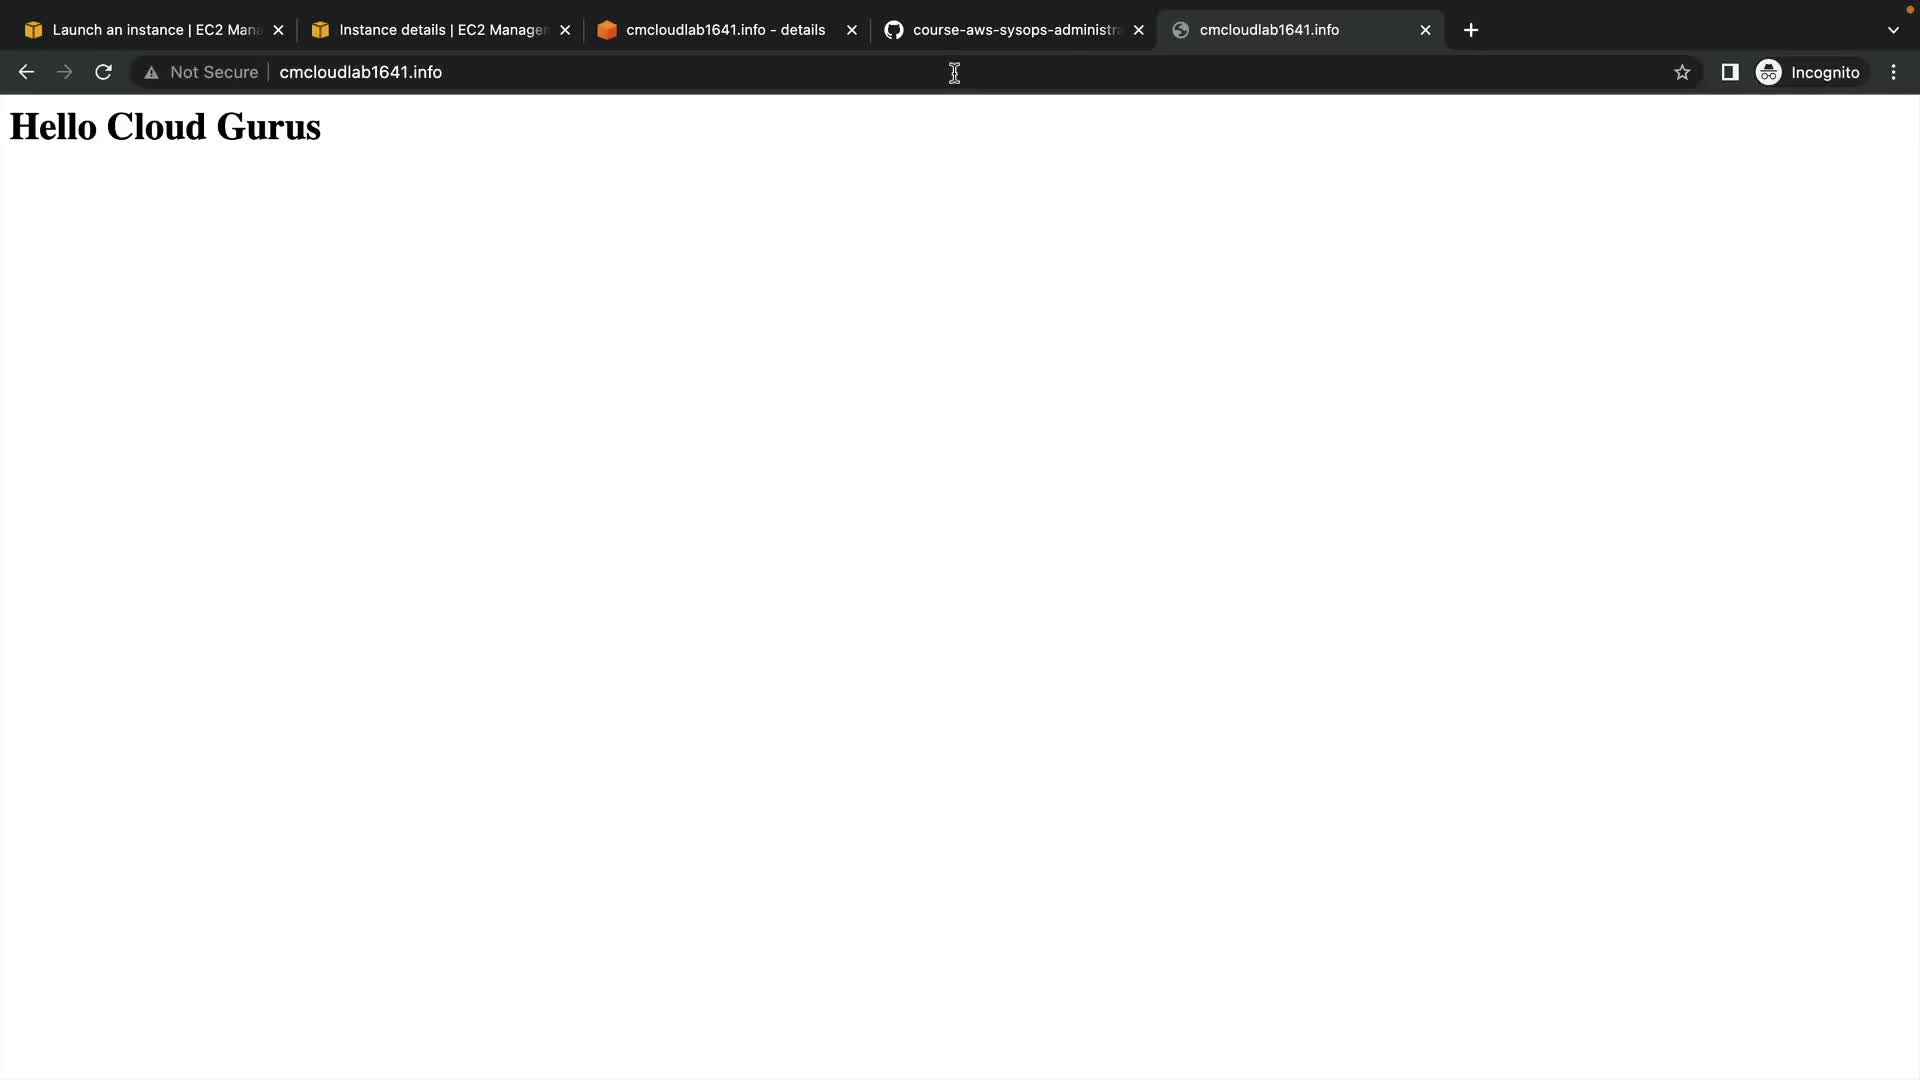 Launch an instance | EC2 Mana
Instance details | EC2 Manager
cmcloudlab1641.info - details
course-aws-sysops-administra
cmcloudlab1641.info
Not Secure
cmcloudlab1641.info
Incognito
Hello Cloud Gurus